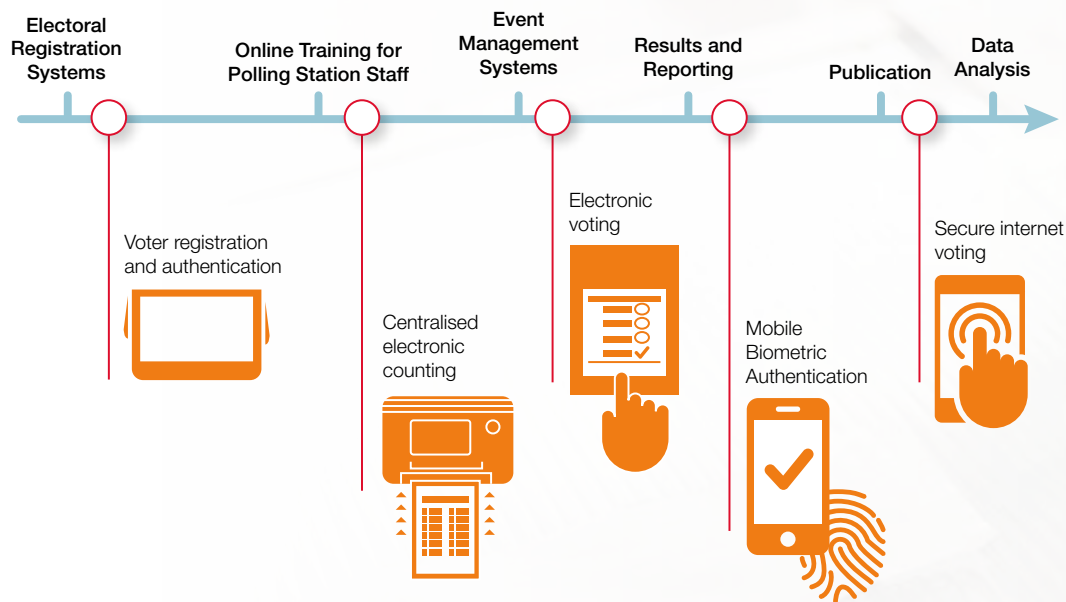 Electoral
Registration
Systems
Online Training for
Polling Station Staff
Event
Management
Systems
Results and
Reporting
Publication
Data
Analysis
Voter registration
and authentication
Centralised
electronic
counting
Electronic
voting
Mobile
Biometric
Authentication
Secure internet
voting